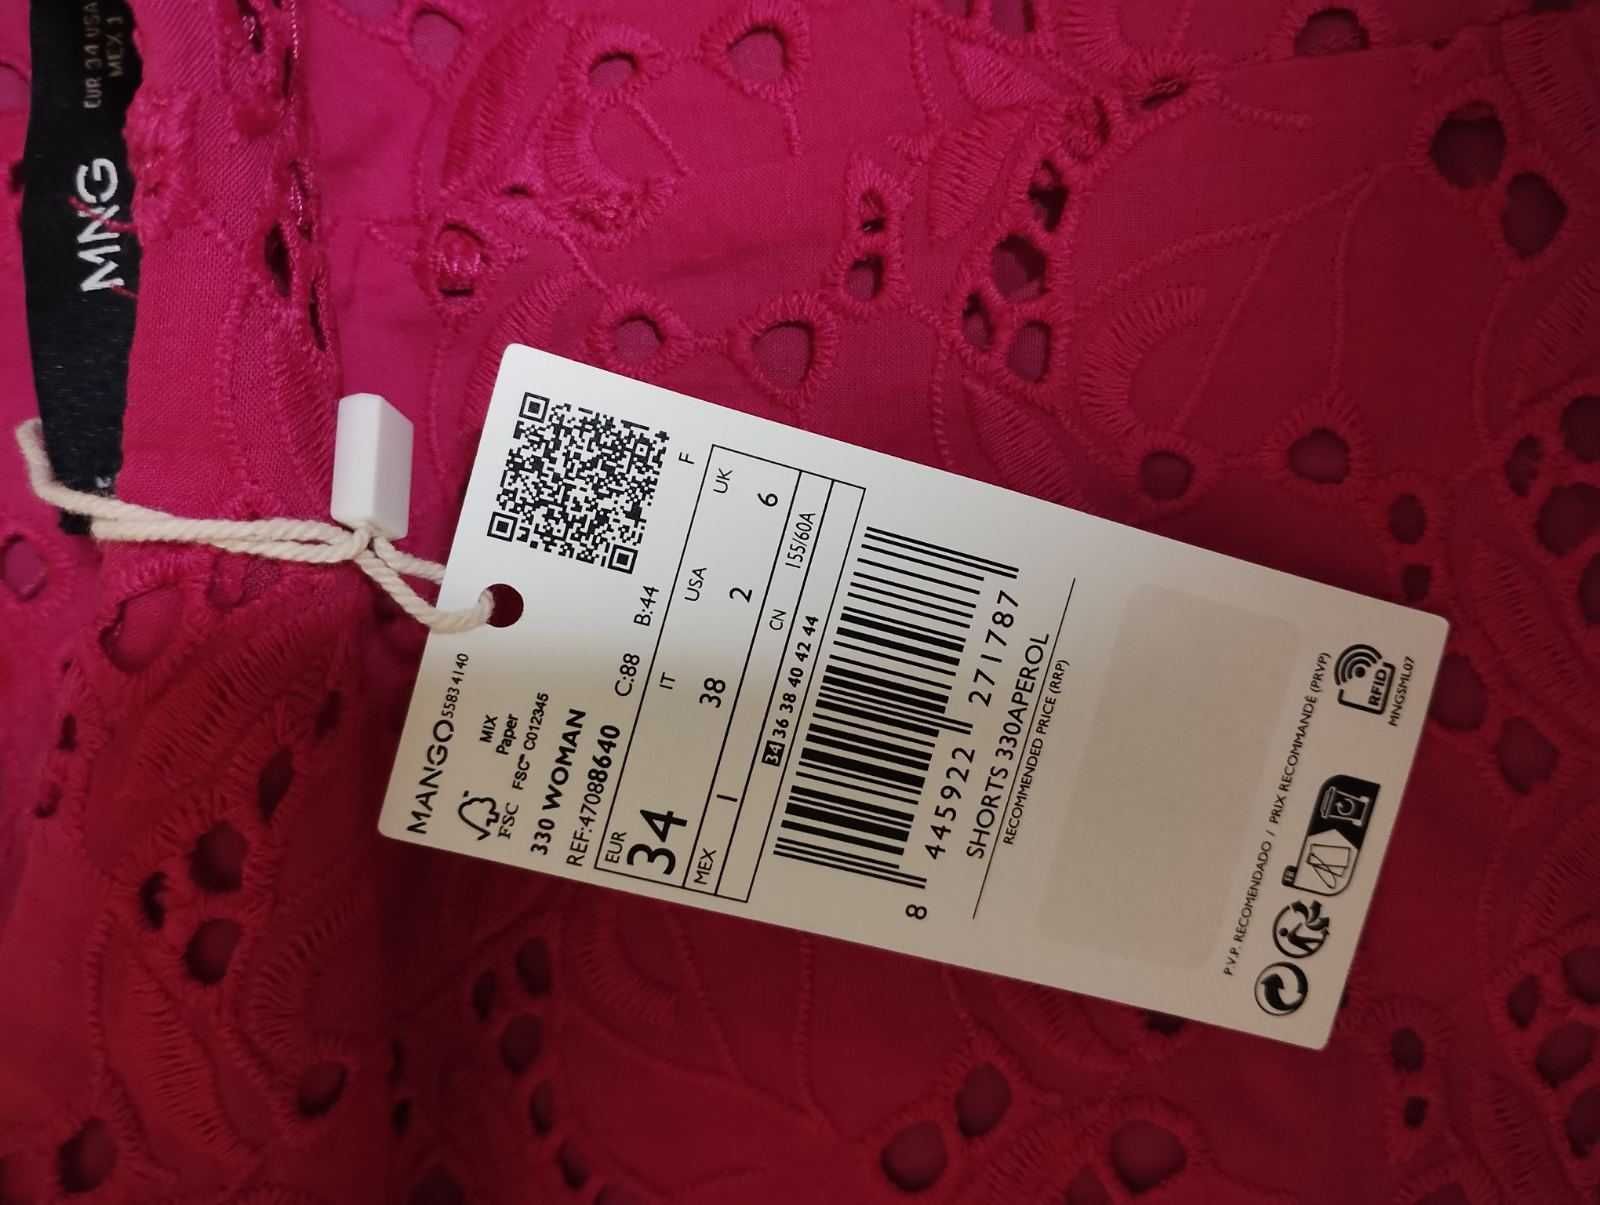 EUR 34 USA
MEX 1
MNG
MANGO 5583 4140
MIX
Paper
FSC
FSC™ C012345
330 WOMAN
REF:47088640 C:88 B:44 F
EUR IT USA UK
34 38 2 6
MEX 1 CN 155/60A
34 36 38 40 42 44
8 445922 271787
SHORTS 330APEROL
RECOMMENDED PRICE (RRP)
P.V.P. RECOMENDADO / PRIX RECOMMANDÉ (PRVP)
FR
RFID
MNGSML07